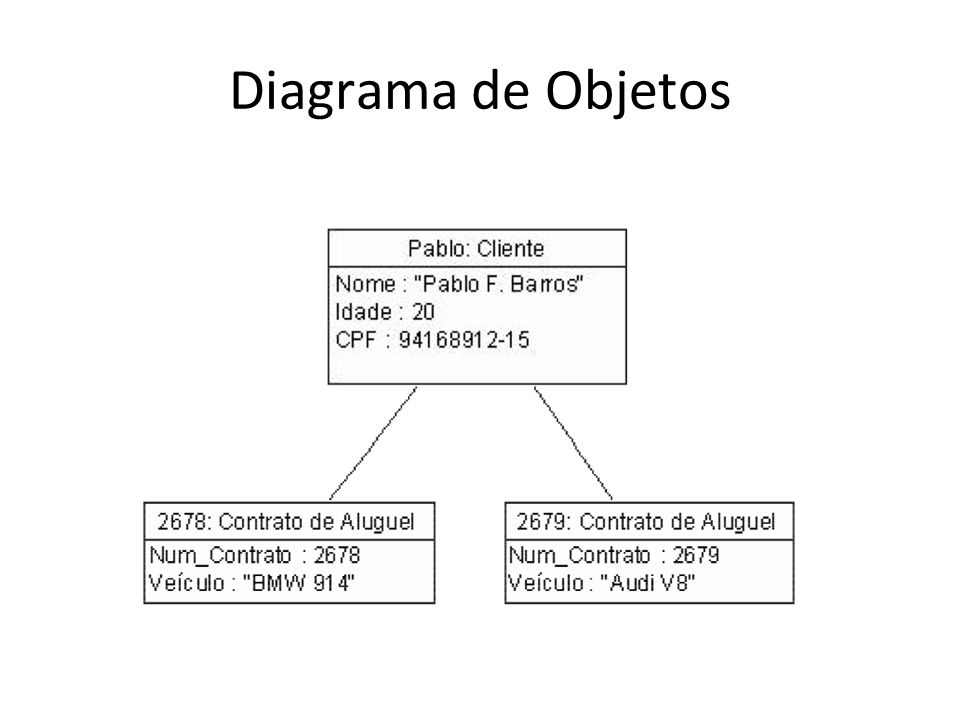 Diagrama de Objetos
Pablo: Cliente
Nome : "Pablo F. Barros"
Idade : 20
CPF : 94168912-15
2678: Contrato de Aluguel
Num_Contrato : 2678
Veículo : "BMW 914"
2679: Contrato de Aluguel
Num_Contrato : 2679
Veículo : "Audi V8"